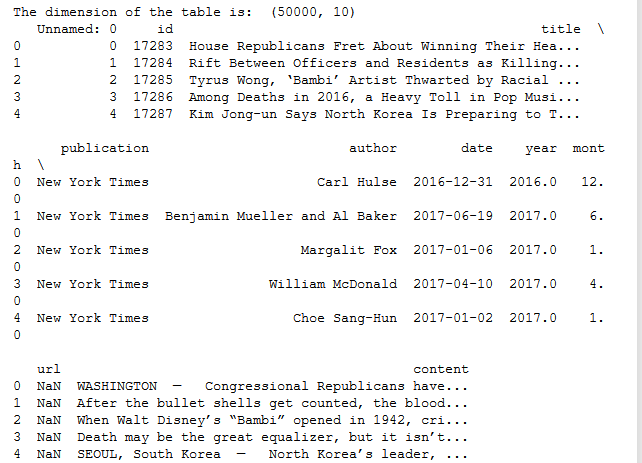 The dimension of the table is:  (50000, 10)
   Unnamed: 0     id                                              title  \
0           0  17283  House Republicans Fret About Winning Their Hea...
1           1  17284  Rift Between Officers and Residents as Killing...
2           2  17285  Tyrus Wong, ‘Bambi’ Artist Thwarted by Racial ...
3           3  17286  Among Deaths in 2016, a Heavy Toll in Pop Musi...
4           4  17287  Kim Jong-un Says North Korea Is Preparing to T...
      publication                         author        date    year  mont
h  \
0  New York Times                     Carl Hulse  2016-12-31  2016.0   12.
0
1  New York Times  Benjamin Mueller and Al Baker  2017-06-19  2017.0    6.
0
2  New York Times                   Margalit Fox  2017-01-06  2017.0    1.
0
3  New York Times               William McDonald  2017-04-10  2017.0    4.
0
4  New York Times                  Choe Sang-Hun  2017-01-02  2017.0    1.
0
   url                                            content
0  NaN  WASHINGTON  —   Congressional Republicans have...
1  NaN  After the bullet shells get counted, the blood...
2  NaN  When Walt Disney’s “Bambi” opened in 1942, cri...
3  NaN  Death may be the great equalizer, but it isn’t...
4  NaN  SEOUL, South Korea  —   North Korea’s leader, ...